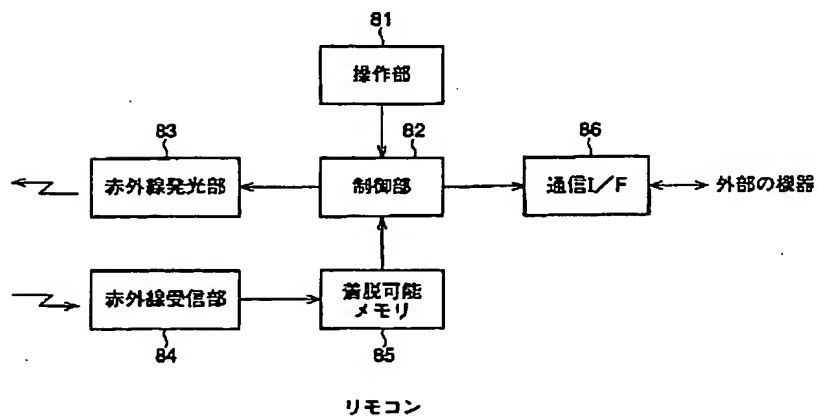 81
操作部
83
82
86
赤外線発光部
制御部
通信I/F
外部の機器
赤外線受信部
着脱可能
メモリ
84
85
リモコン